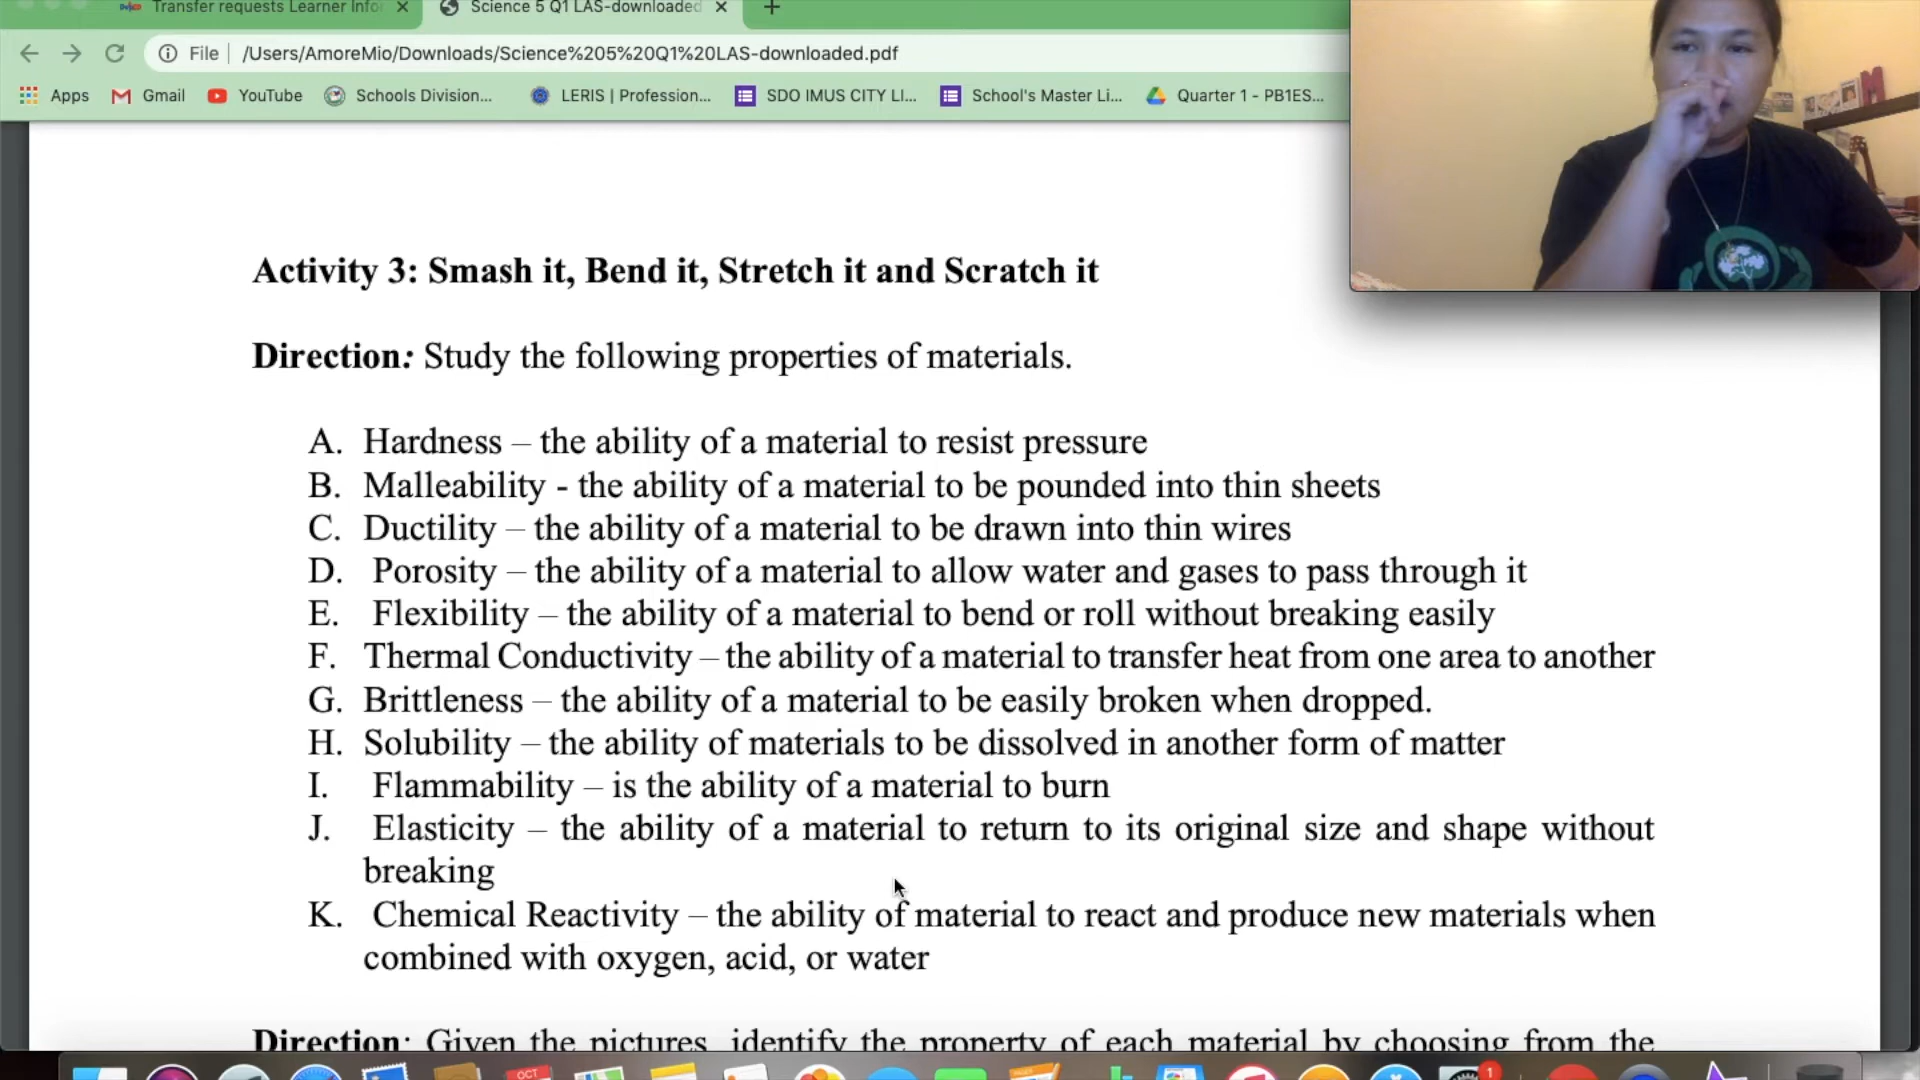 Transfer requests Learner Infor
Science 5 Q1 LAS-downloaded
File /Users/AmoreMio/Downloads/Science%205%20Q1%20LAS-downloaded.pdf
Apps Gmail YouTube Schools Division... LERIS | Profession... SDO IMUS CITY LI... School's Master Li... Quarter 1 - PB1ES...
Activity 3: Smash it, Bend it, Stretch it and Scratch it
Direction: Study the following properties of materials.
A. Hardness – the ability of a material to resist pressure
B. Malleability - the ability of a material to be pounded into thin sheets
C. Ductility – the ability of a material to be drawn into thin wires
D. Porosity – the ability of a material to allow water and gases to pass through it
E. Flexibility – the ability of a material to bend or roll without breaking easily
F. Thermal Conductivity – the ability of a material to transfer heat from one area to another
G. Brittleness – the ability of a material to be easily broken when dropped.
H. Solubility – the ability of materials to be dissolved in another form of matter
I. Flammability – is the ability of a material to burn
J. Elasticity – the ability of a material to return to its original size and shape without
breaking
K. Chemical Reactivity – the ability of material to react and produce new materials when
combined with oxygen, acid, or water
Direction: Given the pictures, identify the property of each material by choosing from the
OCT
1